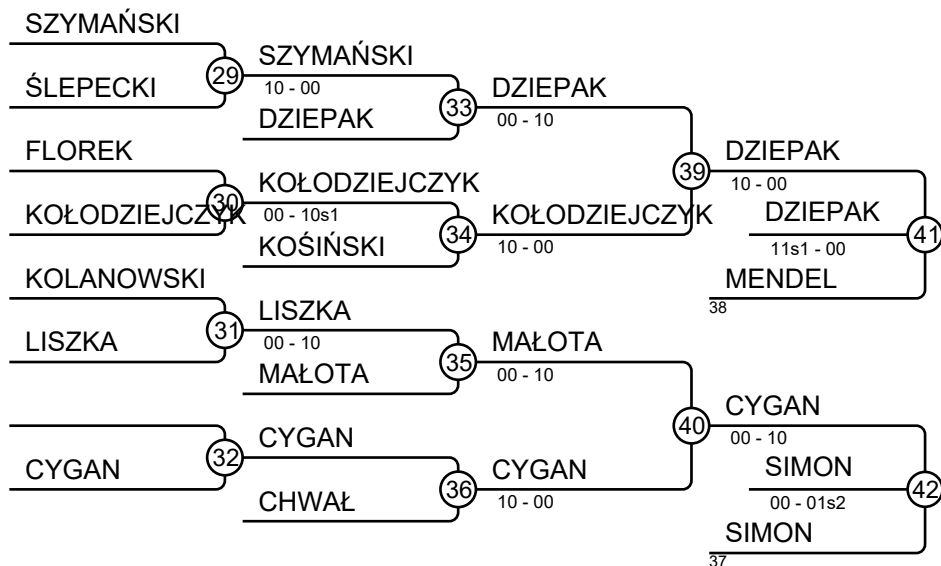 SZYMAŃSKI
ŚLEPECKI
29
SZYMAŃSKI
10 - 00
DZIEPAK
33
DZIEPAK
00 - 10
FLOREK
KOŁODZIEJCZYK
30
KOŁODZIEJCZYK
00 - 10s1
KOŚIŃSKI
34
KOŁODZIEJCZYK
10 - 00
39
DZIEPAK
10 - 00
DZIEPAK
11s1 - 00
41
MENDEL
38
KOLANOWSKI
LISZKA
31
LISZKA
00 - 10
MAŁOTA
35
MAŁOTA
00 - 10
CYGAN
32
CYGAN
CHWAŁ
36
CYGAN
10 - 00
40
CYGAN
00 - 10
SIMON
00 - 01s2
42
SIMON
37